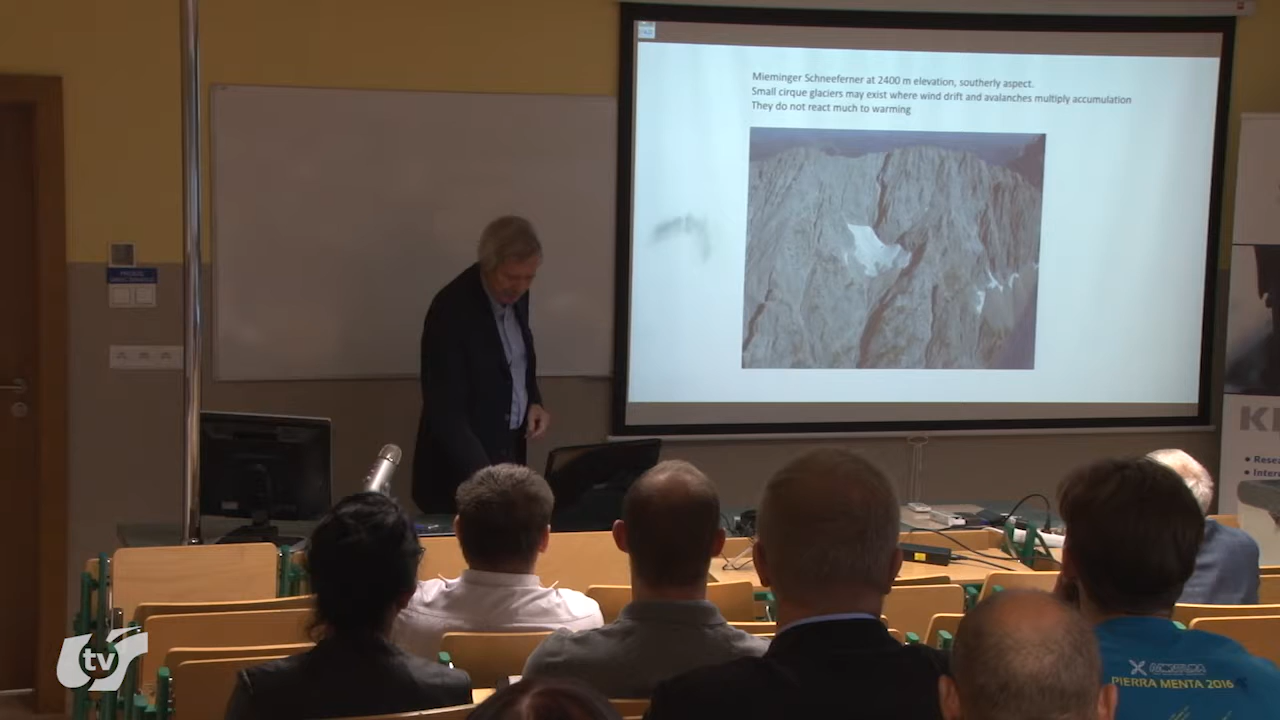 Mieminger Schneeferner at 2400 m elevation, southerly aspect.
Small cirque glaciers may exist where wind drift and avalanches multiply accumulation
They do not react much to warming
tv
PIERRA MENTA 2016